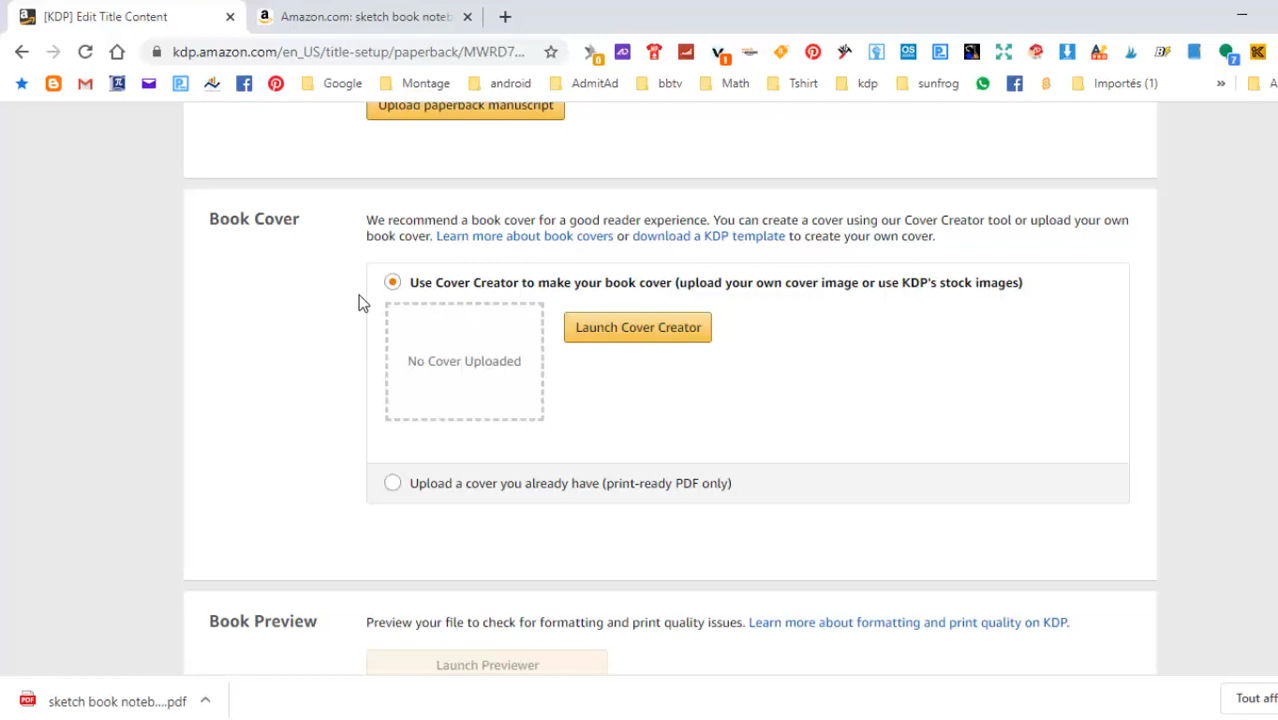 [KDP] Edit Title Content
Amazon.com: sketch book noteb
kdp.amazon.com/en_US/title-setup/paperback/MWRD7...
Google
Montage
android
AdmitAd
bbtv
Math
Tshirt
kdp
sunfrog
Importés (1)
Upload paperback manuscript
Book Cover
We recommend a book cover for a good reader experience. You can create a cover using our Cover Creator tool or upload your own
book cover. Learn more about book covers or download a KDP template to create your own cover.
Use Cover Creator to make your book cover (upload your own cover image or use KDP's stock images)
Launch Cover Creator
No Cover Uploaded
Upload a cover you already have (print-ready PDF only)
Book Preview
Preview your file to check for formatting and print quality issues. Learn more about formatting and print quality on KDP.
Launch Previewer
sketch book noteb....pdf
Tout aff